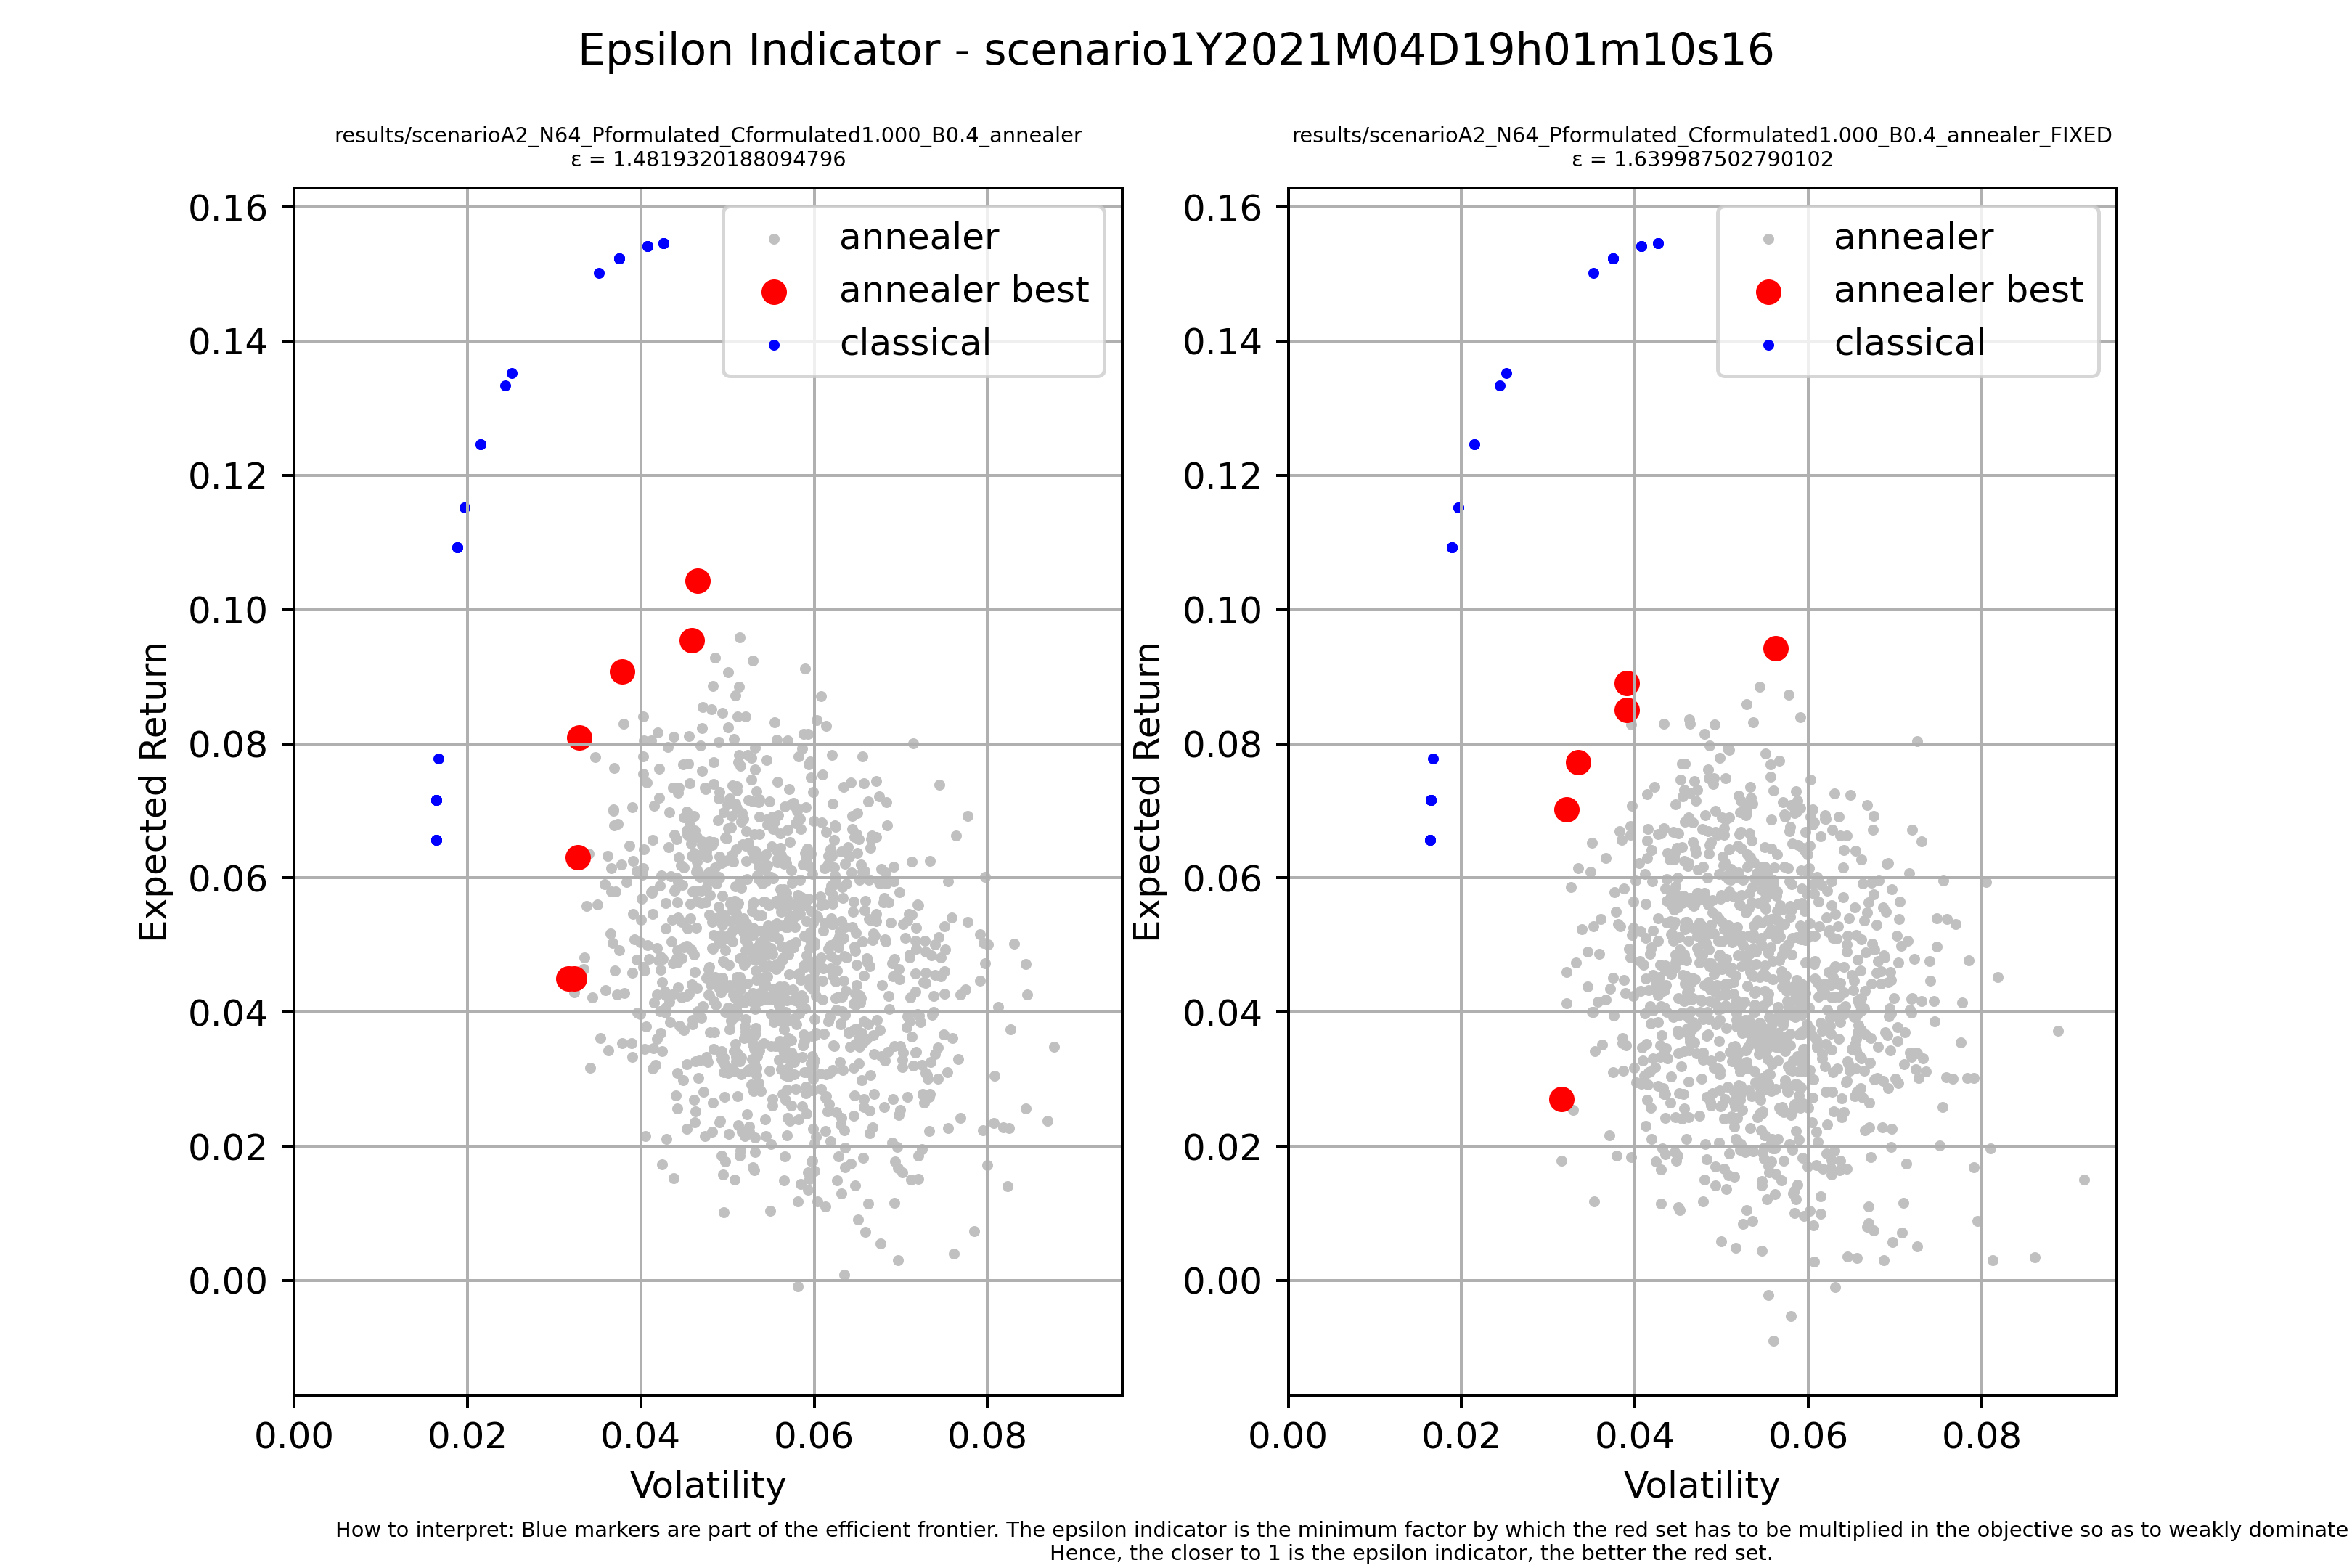 Epsilon Indicator - scenario1Y2021M04D19h01m10s16
results/scenarioA2_N64_Pformulated_Cformulated1.000_B0.4_annealer
ε = 1.4819320188094796
0.16
0.14
0.12
0.10
0.08
0.06
0.04
0.02
0.00
Expected Return
annealer
annealer best
classical
0.00
0.02
0.04
0.06
0.08
Volatility
results/scenarioA2_N64_Pformulated_Cformulated1.000_B0.4_annealer_FIXED
ε = 1.639987502790102
0.16
0.14
0.12
0.10
0.08
0.06
0.04
0.02
0.00
Expected Return
annealer
annealer best
classical
0.00
0.02
0.04
0.06
0.08
Volatility
How to interpret: Blue markers are part of the efficient frontier. The epsilon indicator is the minimum factor by which the red set has to be multiplied in the objective so as to weakly dominate
Hence, the closer to 1 is the epsilon indicator, the better the red set.